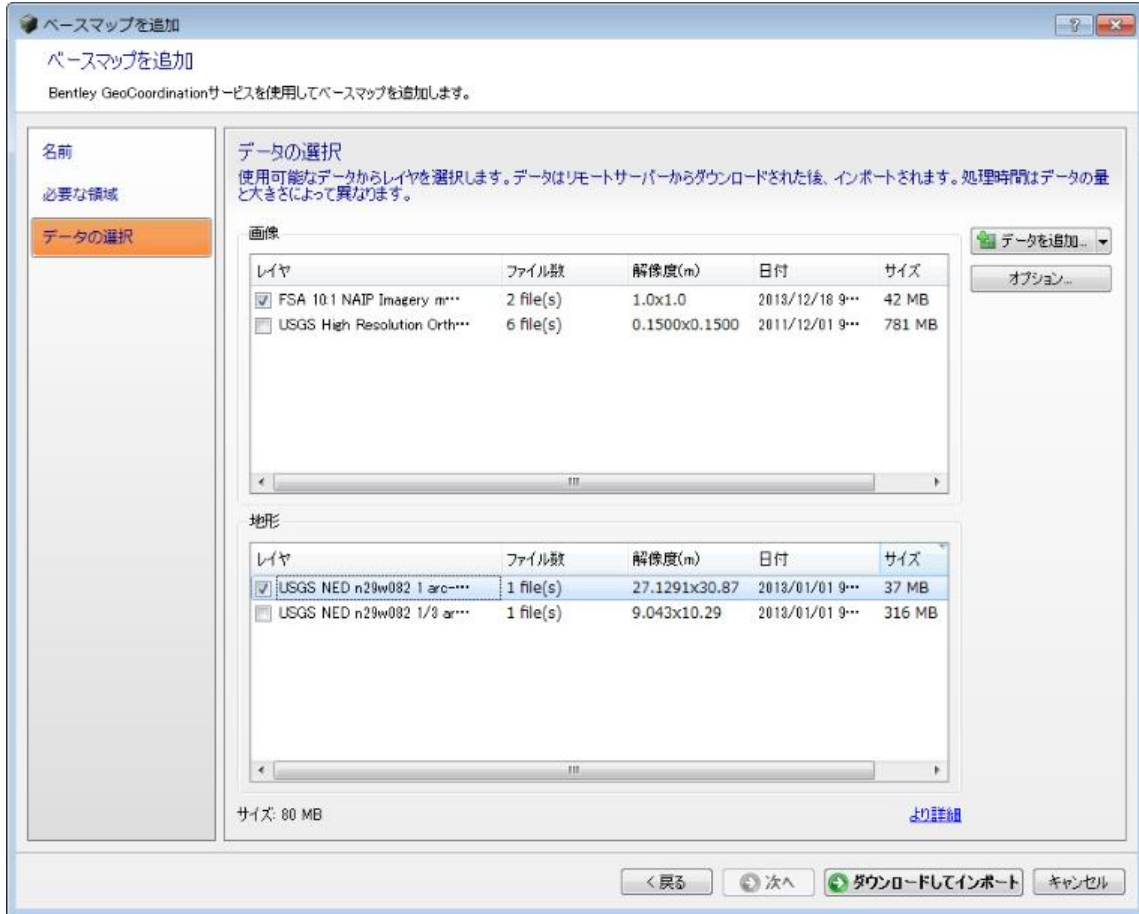 ベースマップを追加
ベースマップを追加
Bentley GeoCoordinationサービスを使用してベースマップを追加します。
名前
必要な領域
データの選択
データの選択
使用可能なデータからレイヤを選択します。データはリモートサーバーからダウンロードされた後、インポートされます。処理時間はデータの量
と大きさによって異なります。
画像
レイヤ ファイル数 解像度(m) 日付 サイズ
FSA 10:1 NAIP Imagery m⋯ 2 file(s) 1.0x1.0 2013/12/18 9⋯ 42 MB
USGS High Resolution Orth⋯ 6 file(s) 0.1500x0.1500 2011/12/01 9⋯ 781 MB
データを追加...
オプション...
地形
レイヤ ファイル数 解像度(m) 日付 サイズ
USGS NED n29w082 1 arc-⋯ 1 file(s) 27.1291x30.87 2013/01/01 9⋯ 37 MB
USGS NED n29w082 1/3 ar⋯ 1 file(s) 9.043x10.29 2013/01/01 9⋯ 316 MB
サイズ: 80 MB
より詳細
< 戻る
次へ
ダウンロードしてインポート
キャンセル